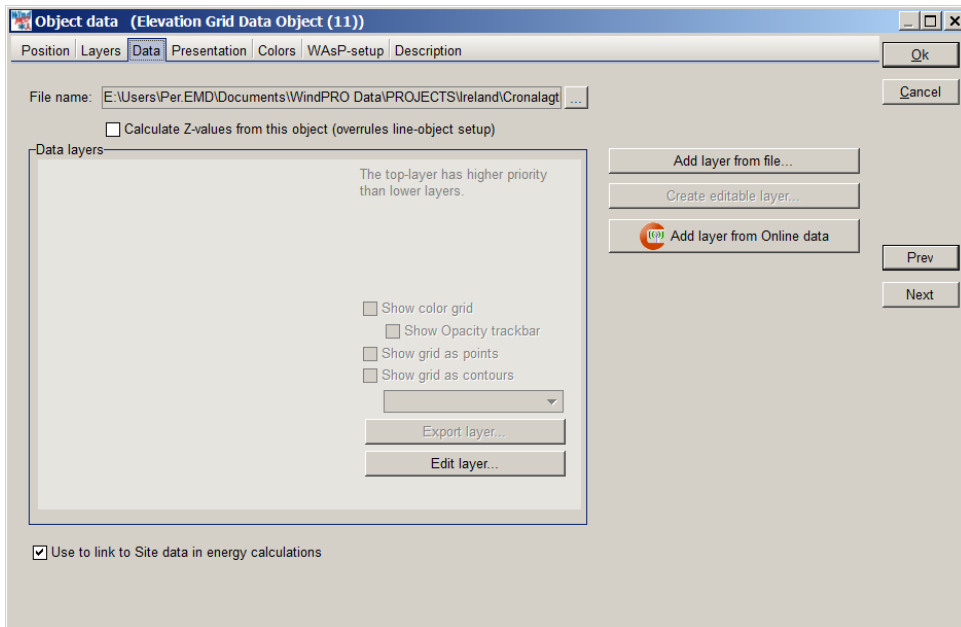 Object data (Elevation Grid Data Object (11))
Position Layers Data Presentation Colors WAsP-setup Description
Ok
File name: E:\Users\Per.EMD\Documents\WindPRO Data\PROJECTS\Ireland\Cronalagt ...
Cancel
Calculate Z-values from this object (overrules line-object setup)
Data layers
The top-layer has higher priority
than lower layers.
Add layer from file...
Create editable layer...
Add layer from Online data
Prev
Next
Show color grid
Show Opacity trackbar
Show grid as points
Show grid as contours
Export layer...
Edit layer...
Use to link to Site data in energy calculations